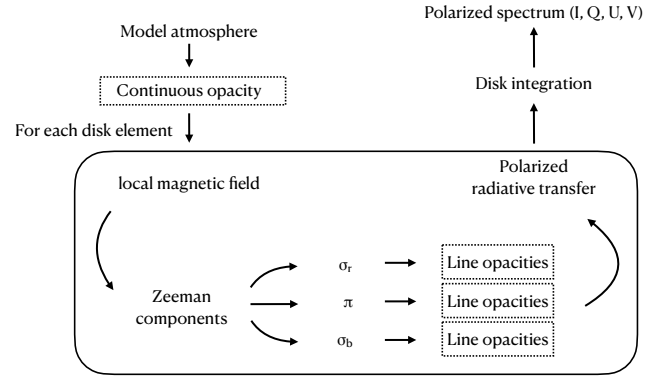 Model atmosphere
Continuous opacity
For each disk element
Polarized spectrum (I, Q, U, V)
Disk integration
local magnetic field
Polarized
radiative transfer
Zeeman
components
σr
π
σb
Line opacities
Line opacities
Line opacities